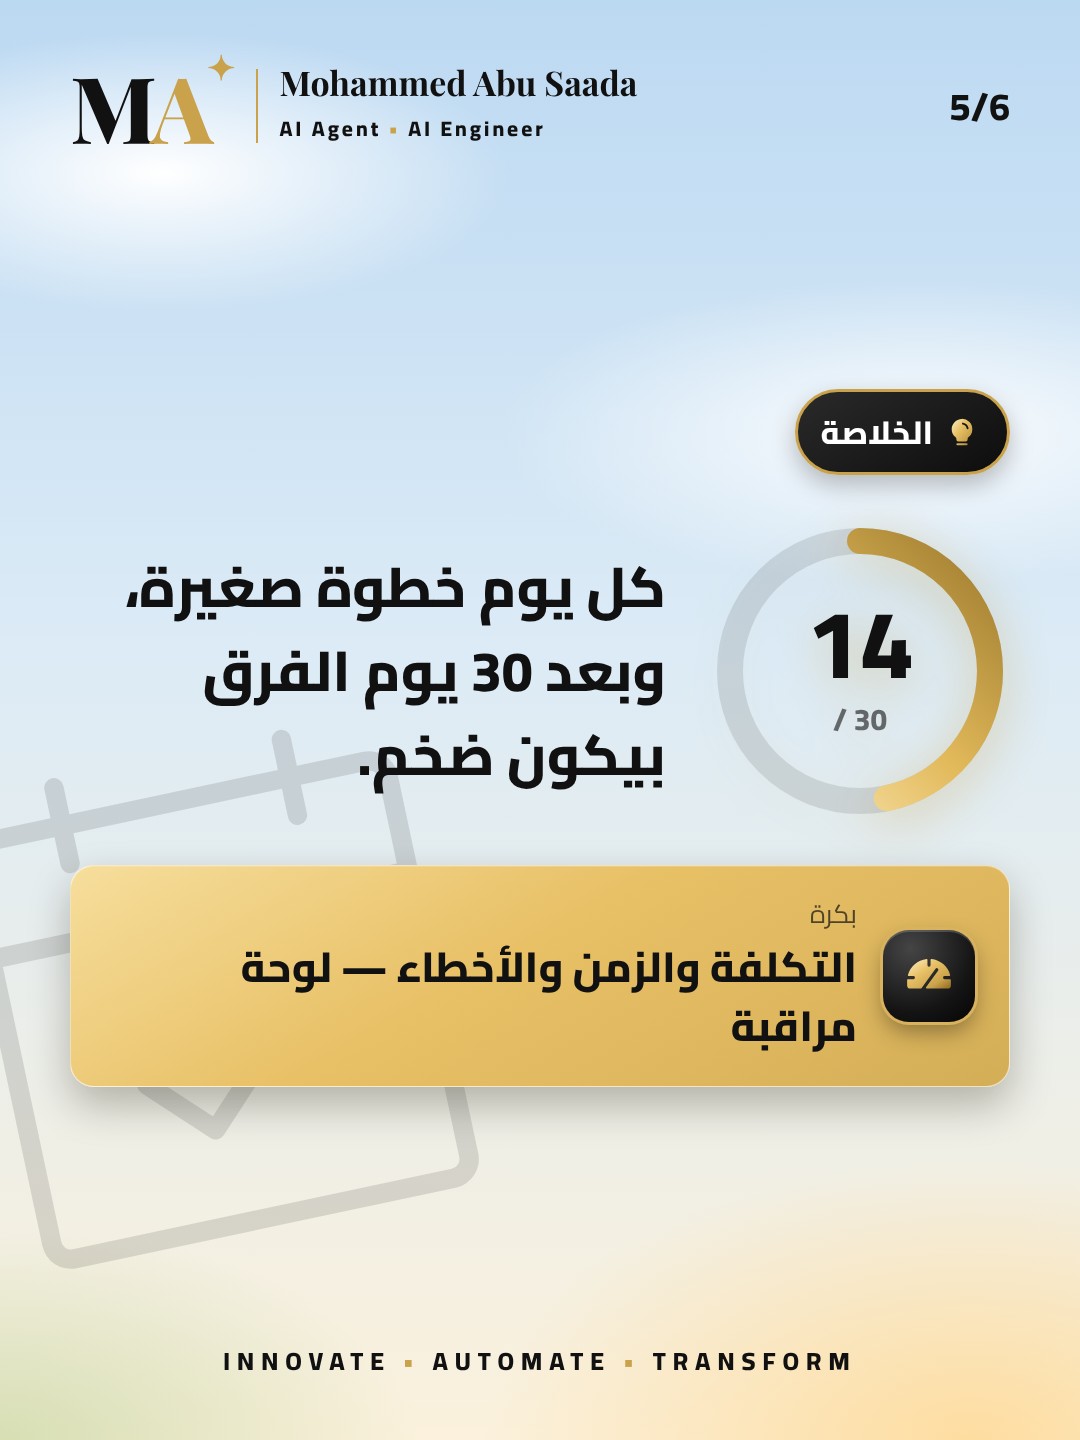 MA
Mohammed Abu Saada
AI Agent ▪ AI Engineer
5/6
الخلاصة
14
/ 30
كل يوم خطوة صغيرة،
وبعد 30 يوم الفرق
بيكون ضخم.
بكرة
التكلفة والزمن والأخطاء — لوحة
مراقبة
INNOVATE ▪ AUTOMATE ▪ TRANSFORM